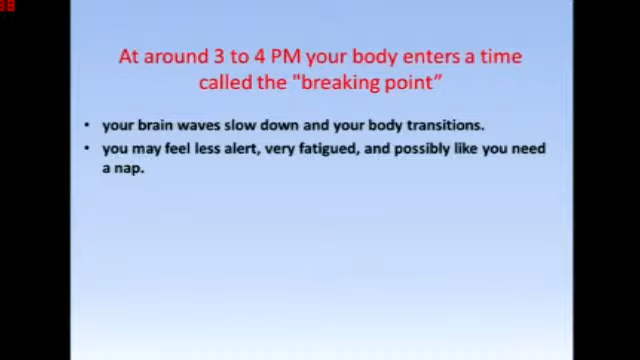 At around 3 to 4 PM your body enters a time
called the "breaking point”
• your brain waves slow down and your body transitions.
• you may feel less alert, very fatigued, and possibly like you need
a nap.